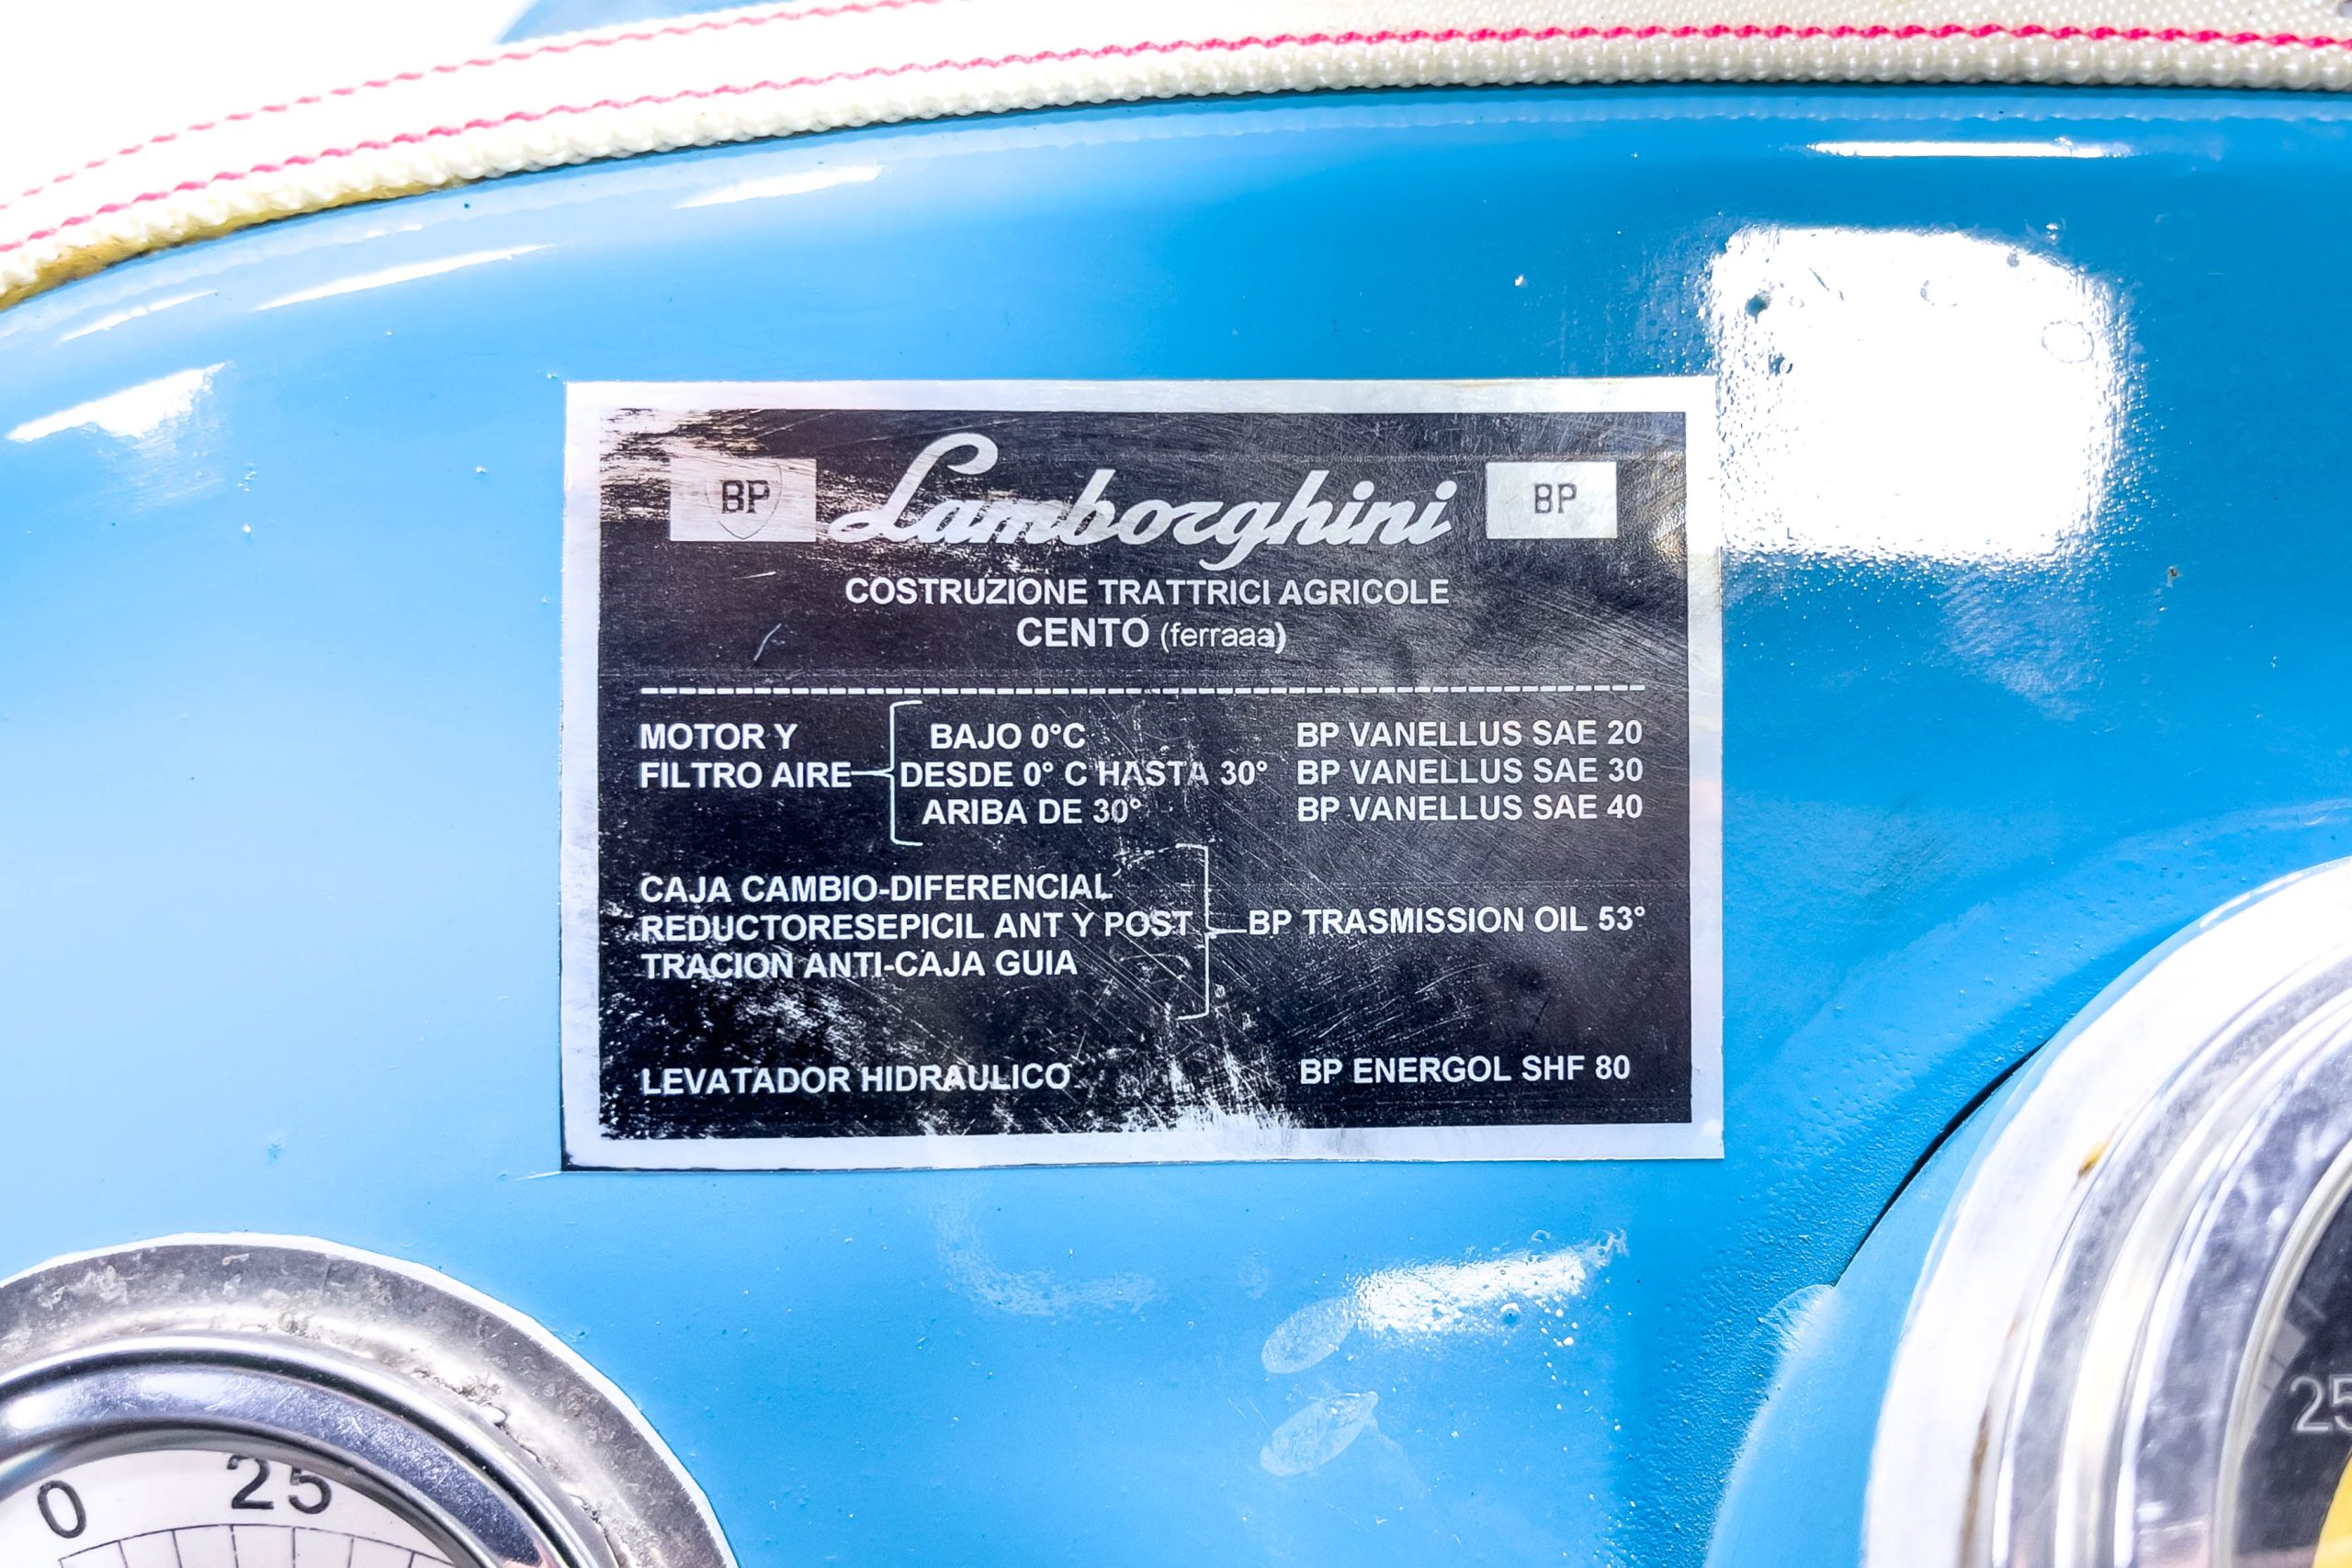 BP Lamborghini BP
COSTRUZIONE TRATTRICI AGRICOLE
CENTO (ferraaa)
MOTOR Y BAJO 0°C BP VANELLUS SAE 20
FILTRO AIRE DESDE 0° C HASTA 30° BP VANELLUS SAE 30
ARIBA DE 30° BP VANELLUS SAE 40
CAJA CAMBIO-DIFERENCIAL
REDUCTORESEPICIL ANT Y POST BP TRASMISSION OIL 53°
TRACION ANTI-CAJA GUIA
LEVATADOR HIDRAULICO BP ENERGOL SHF 80
0 25
25